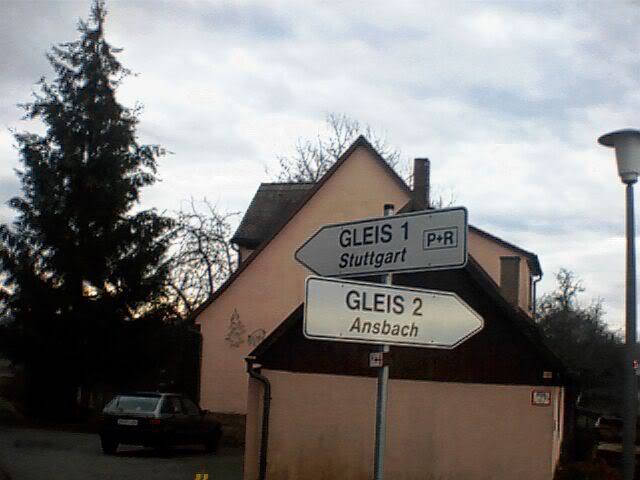 GLEIS 1
P+R
Stuttgart
GLEIS 2
Ansbach